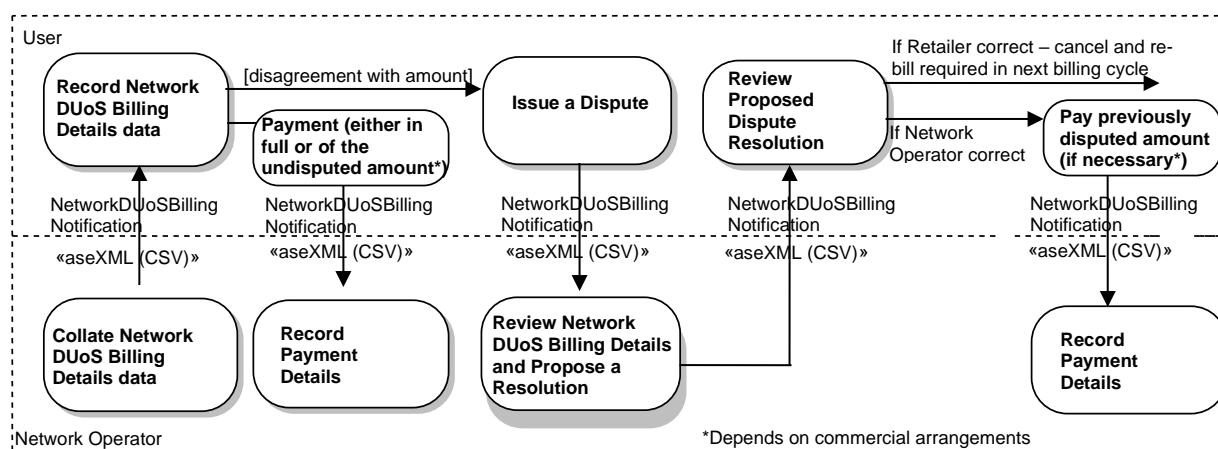 User
Record Network
DUoS Billing
Details data
[disagreement with amount]
Payment (either in
full or of the
undisputed amount*)
Issue a Dispute
Review
Proposed
Dispute
Resolution
If Retailer correct – cancel and re-
bill required in next billing cycle
If Network
Operator correct
Pay previously
disputed amount
(if necessary*)
NetworkDUoSBilling
Notification
«aseXML (CSV)»
NetworkDUoSBilling
Notification
«aseXML (CSV)»
NetworkDUoSBilling
Notification
«aseXML (CSV)»
NetworkDUoSBilling
Notification
«aseXML (CSV)»
NetworkDUoSBilling
Notification
«aseXML (CSV)»
Collate Network
DUoS Billing
Details data
Record
Payment
Details
Review Network
DUoS Billing Details
and Propose a
Resolution
Record
Payment
Details
Network Operator
*Depends on commercial arrangements